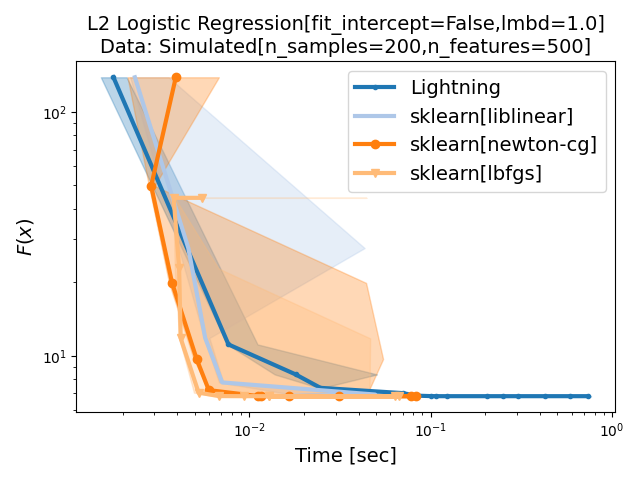 L2 Logistic Regression[fit_intercept=False,lmbd=1.0]
Data: Simulated[n_samples=200,n_features=500]
Lightning
sklearn[liblinear]
sklearn[newton-cg]
sklearn[lbfgs]
F(x)
10²
10¹
10⁻²
10⁻¹
10⁰
Time [sec]